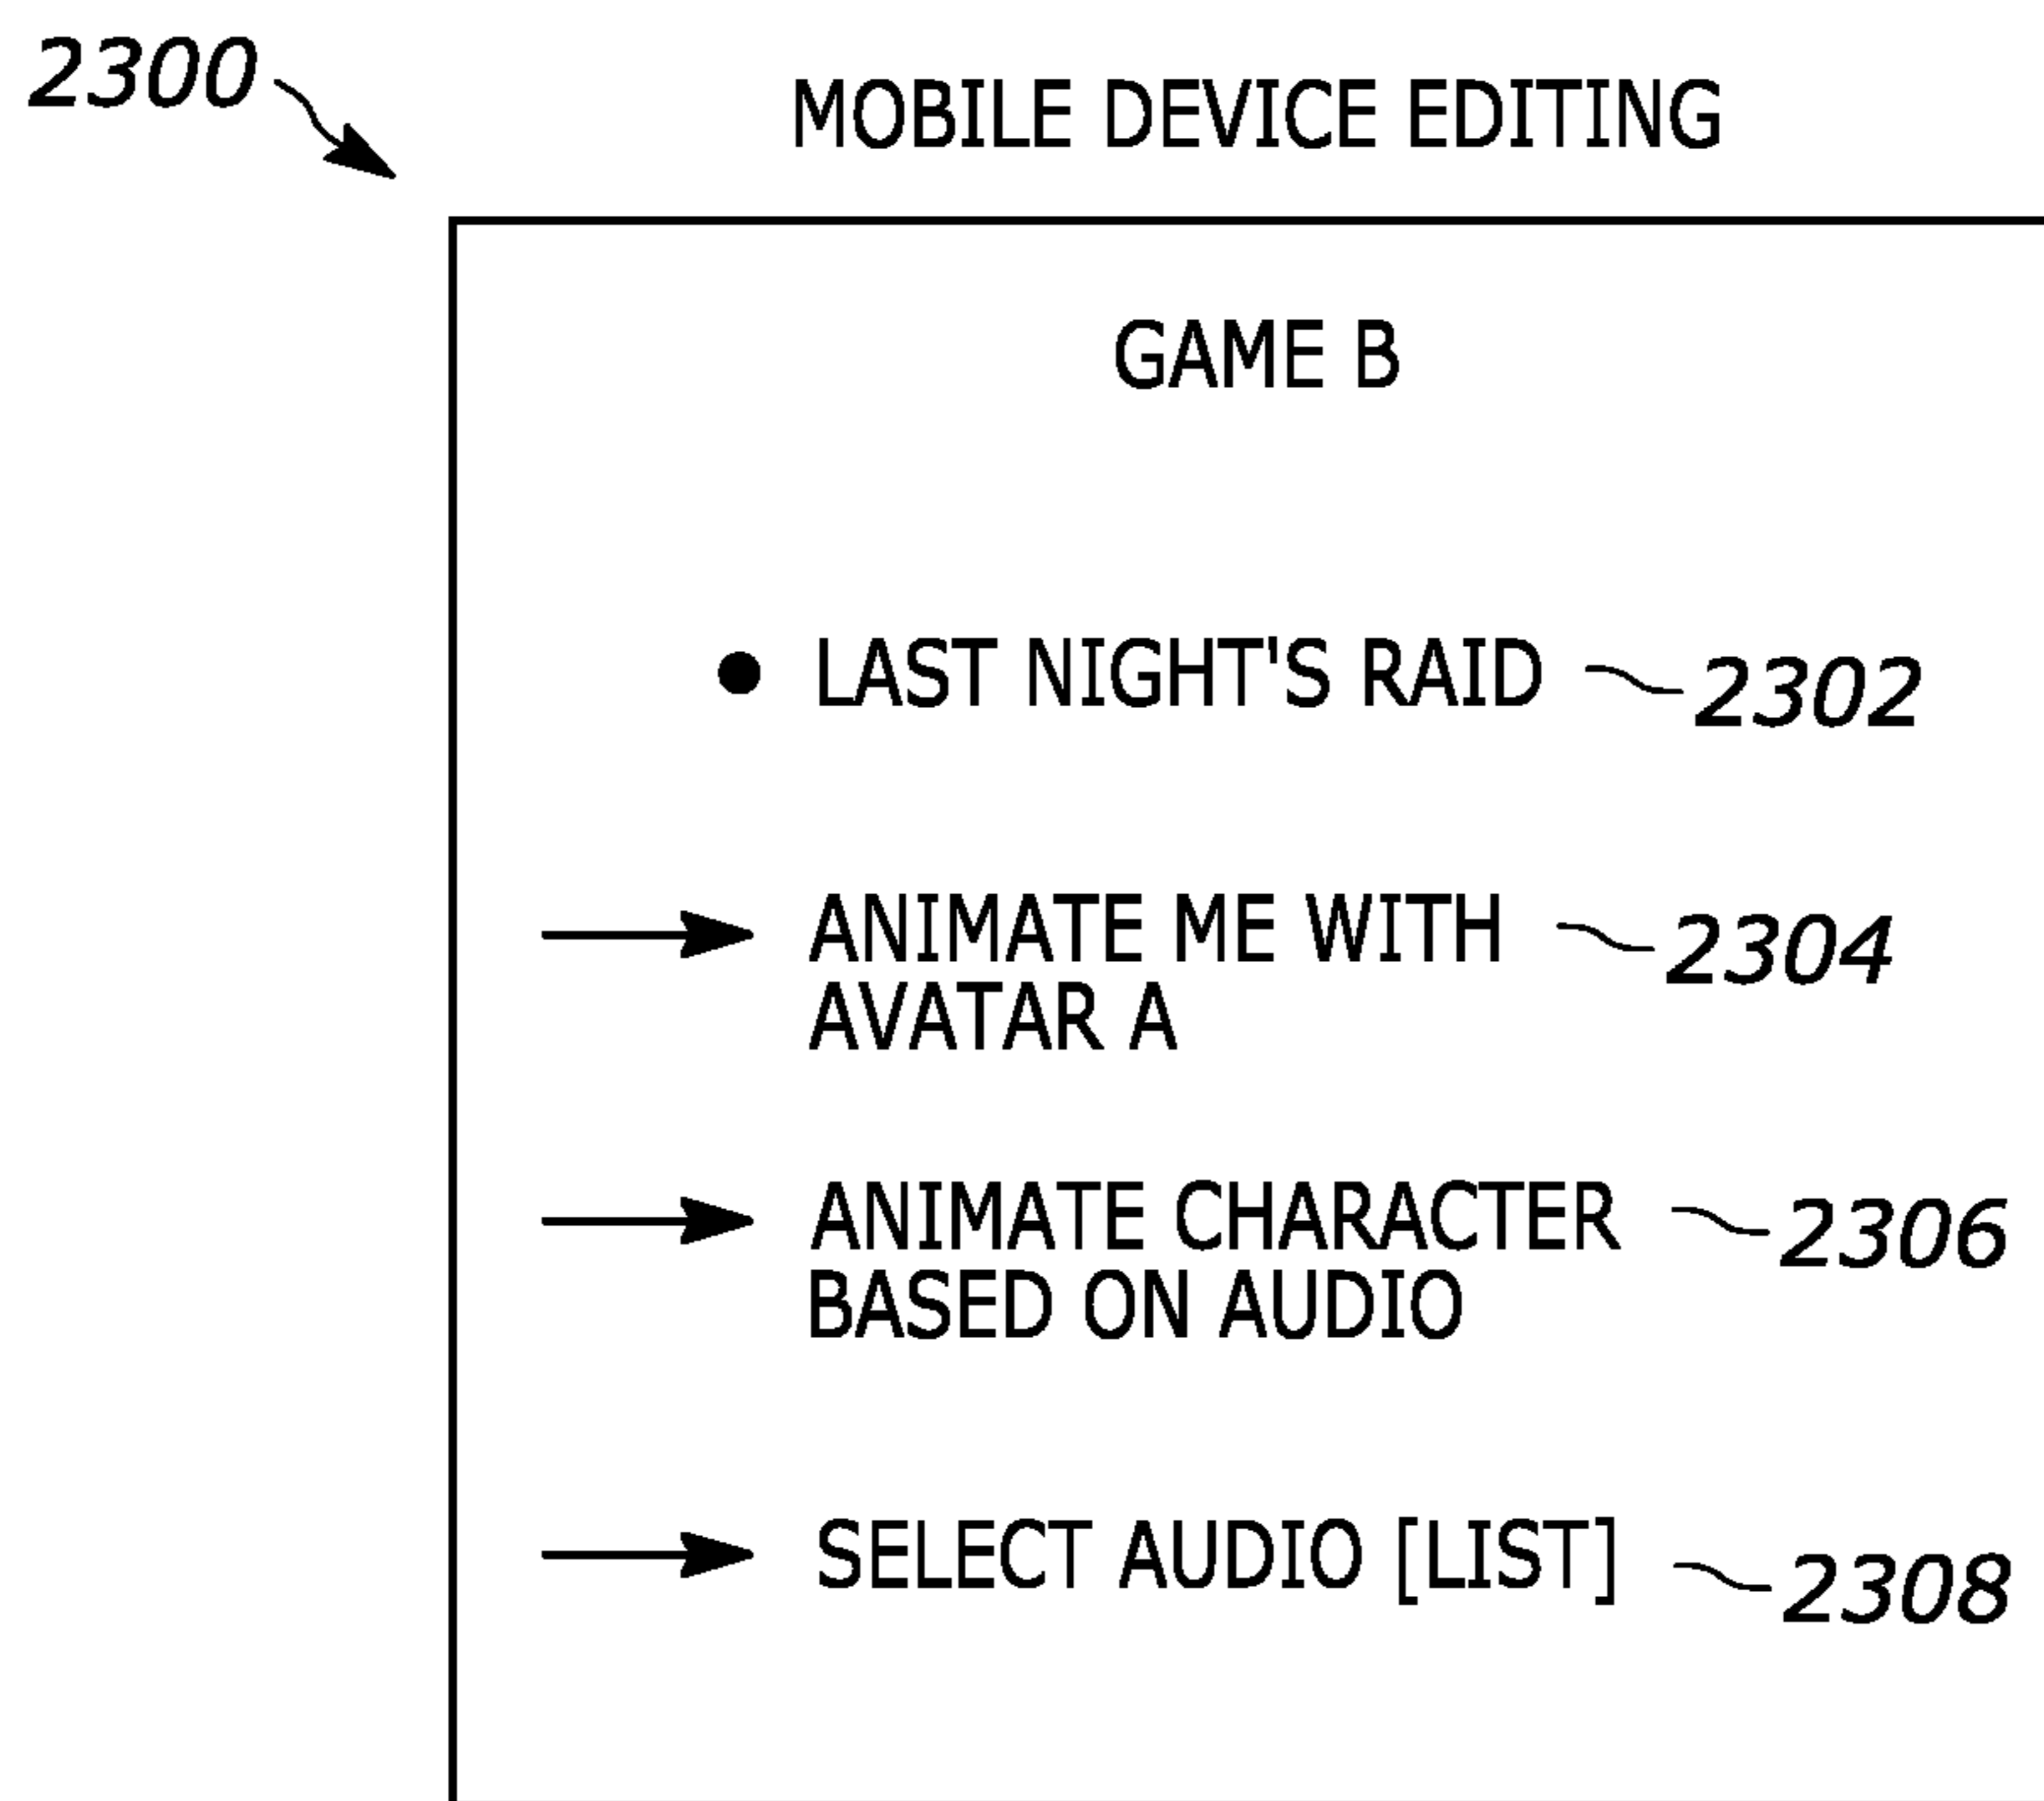 2300
MOBILE DEVICE EDITING
GAME B
● LAST NIGHT'S RAID 2302
ANIMATE ME WITH 2304
AVATAR A
ANIMATE CHARACTER 2306
BASED ON AUDIO
SELECT AUDIO [LIST] 2308